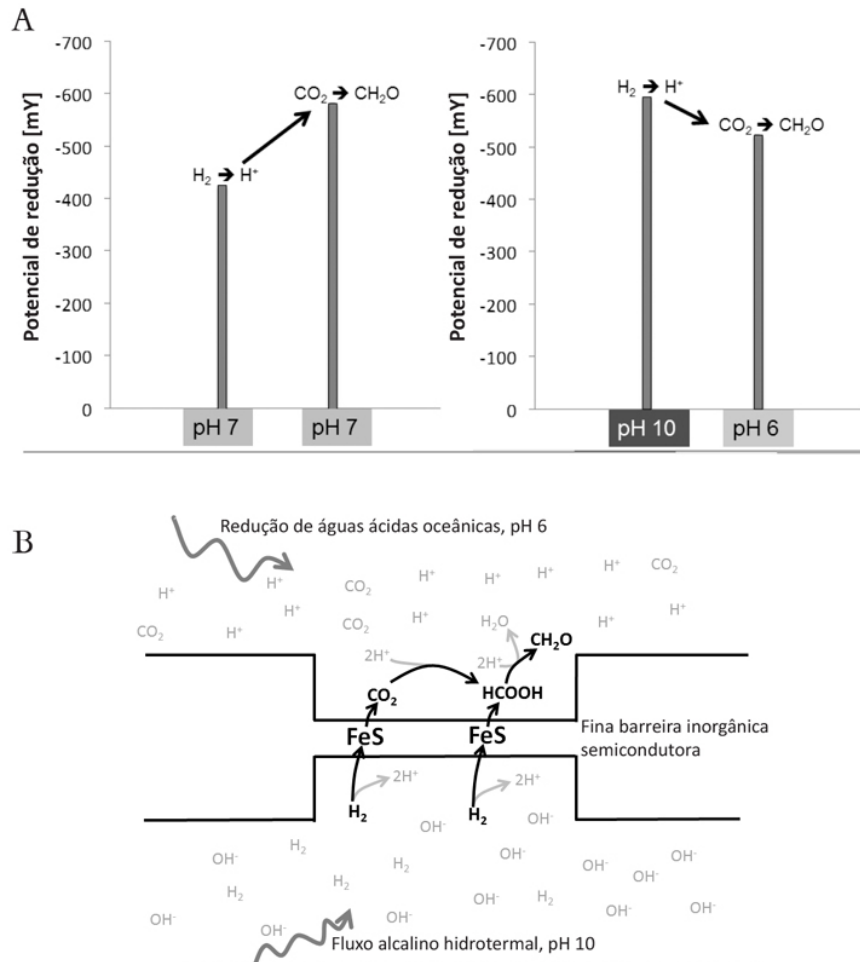 A
Potencial de redução [mY]
-700
-600
-500
-400
-300
-200
-100
0
CO₂ ➔ CH₂O
H₂ ➔ H⁺
pH 7
pH 7
Potencial de redução [mY]
-700
-600
-500
-400
-300
-200
-100
0
H₂ ➔ H⁺
CO₂ ➔ CH₂O
pH 10
pH 6
B
Redução de águas ácidas oceânicas, pH 6
H⁺ H⁺ CO₂ H⁺ H⁺ H⁺ H⁺ CO₂
CO₂ H⁺ H⁺ CO₂ H⁺ H₂O H⁺ H⁺
CH₂O
2H⁺ 2H⁺
CO₂ HCOOH
FeS FeS
Fina barreira inorgânica
semicondutora
2H⁺ 2H⁺
H₂ H₂
OH⁻ OH⁻
OH⁻ H₂ H₂ OH⁻ OH⁻ OH⁻
H₂ H₂ OH⁻ H₂ OH⁻
OH⁻ OH⁻ OH⁻ OH⁻ OH⁻
Fluxo alcalino hidrotermal, pH 10